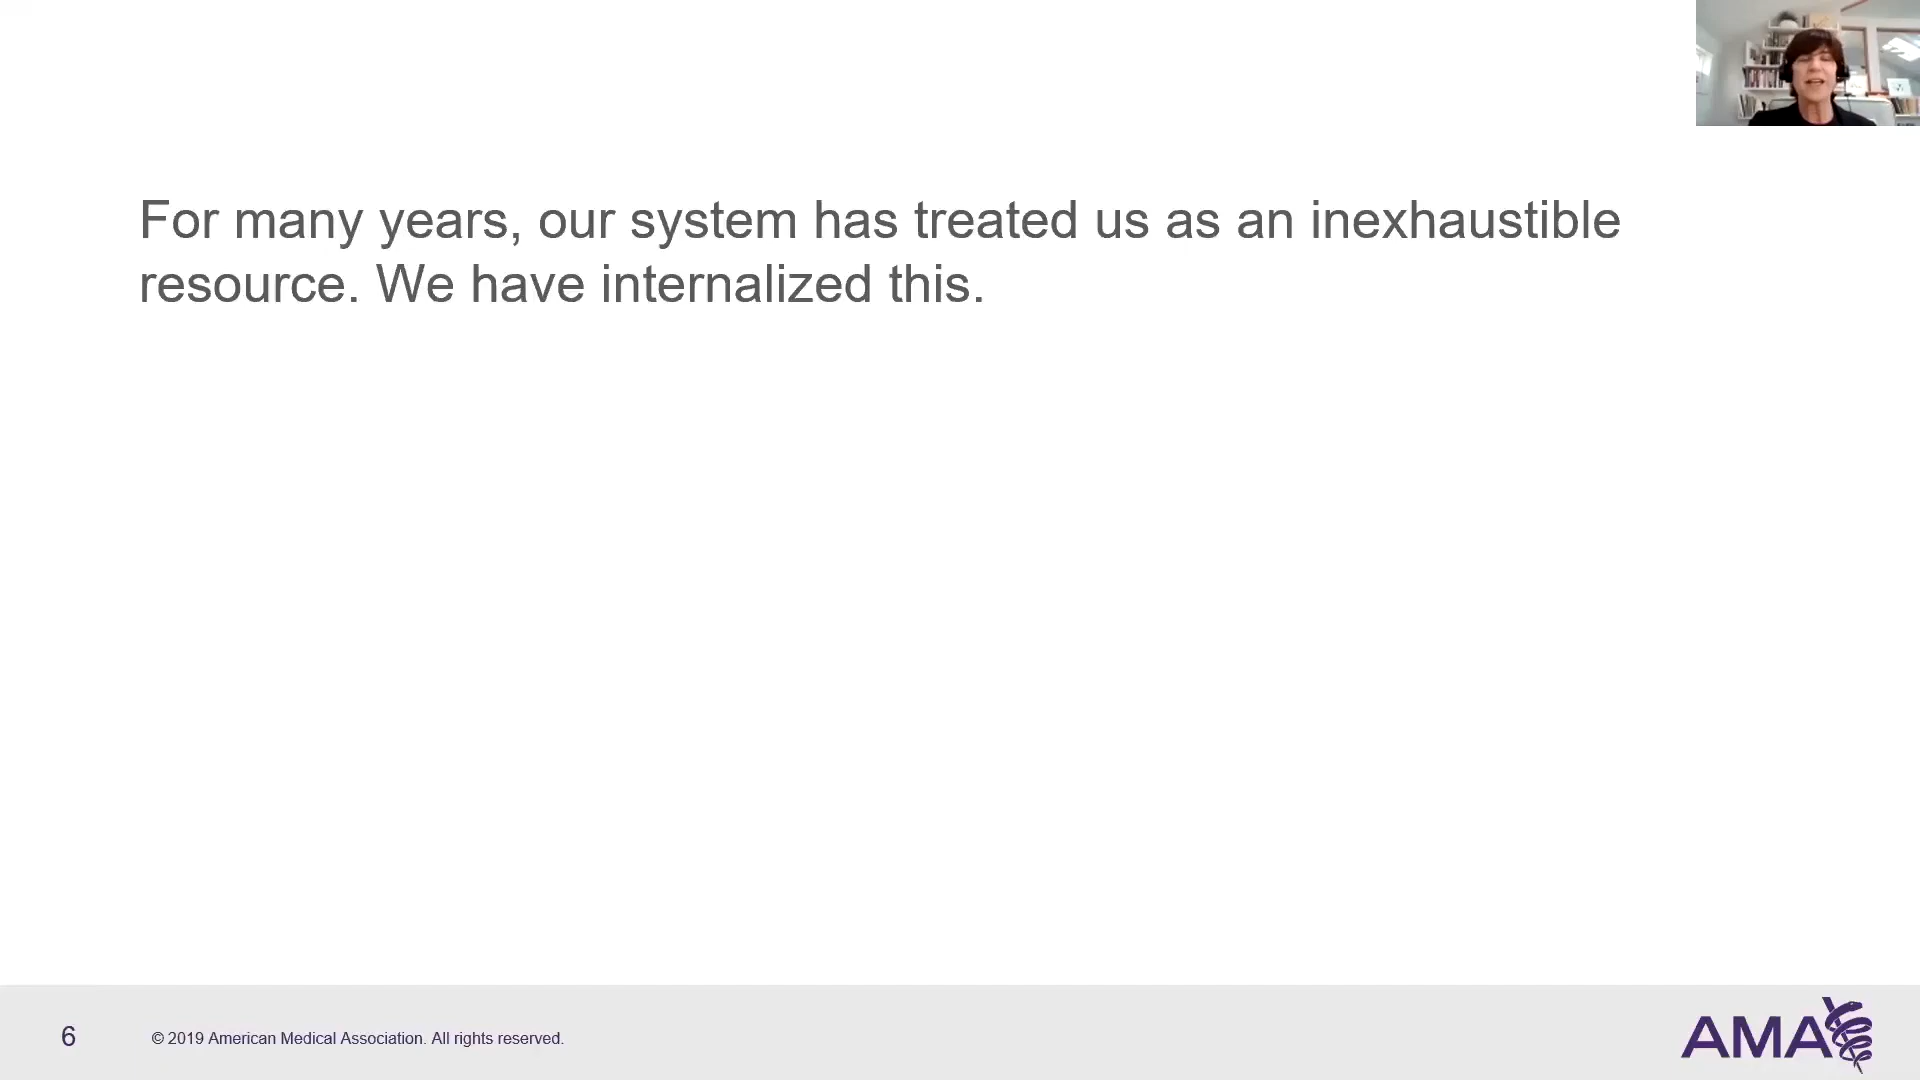 For many years, our system has treated us as an inexhaustible
resource. We have internalized this.
6
© 2019 American Medical Association. All rights reserved.
AMA